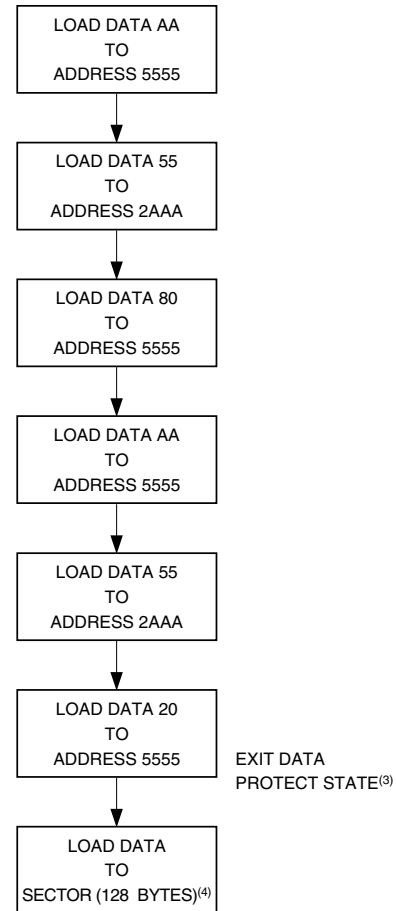 LOAD DATA AA
TO
ADDRESS 5555
LOAD DATA 55
TO
ADDRESS 2AAA
LOAD DATA 80
TO
ADDRESS 5555
LOAD DATA AA
TO
ADDRESS 5555
LOAD DATA 55
TO
ADDRESS 2AAA
LOAD DATA 20
TO
ADDRESS 5555
EXIT DATA
PROTECT STATE(3)
LOAD DATA
TO
SECTOR (128 BYTES)(4)